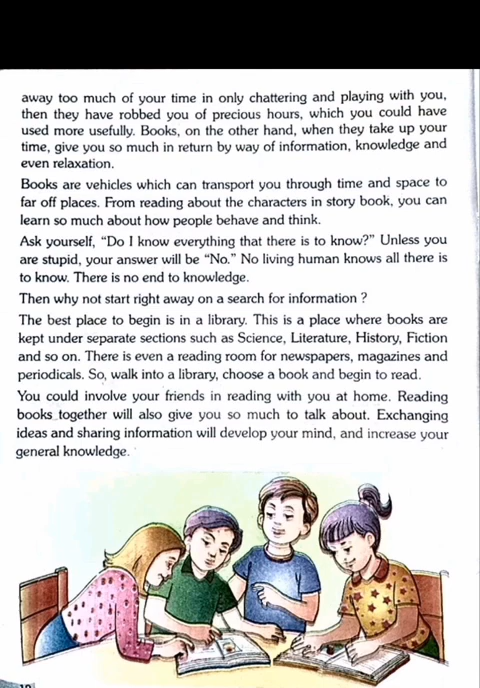 away too much of your time in only chattering and playing with you,
then they have robbed you of precious hours, which you could have
used more usefully. Books, on the other hand, when they take up your
time, give you so much in return by way of information, knowledge and
even relaxation.
Books are vehicles which can transport you through time and space to
far off places. From reading about the characters in story book, you can
learn so much about how people behave and think.
Ask yourself, “Do I know everything that there is to know?” Unless you
are stupid, your answer will be “No.” No living human knows all there is
to know. There is no end to knowledge.
Then why not start right away on a search for information ?
The best place to begin is in a library. This is a place where books are
kept under separate sections such as Science, Literature, History, Fiction
and so on. There is even a reading room for newspapers, magazines and
periodicals. So, walk into a library, choose a book and begin to read.
You could involve your friends in reading with you at home. Reading
books together will also give you so much to talk about. Exchanging
ideas and sharing information will develop your mind, and increase your
general knowledge.